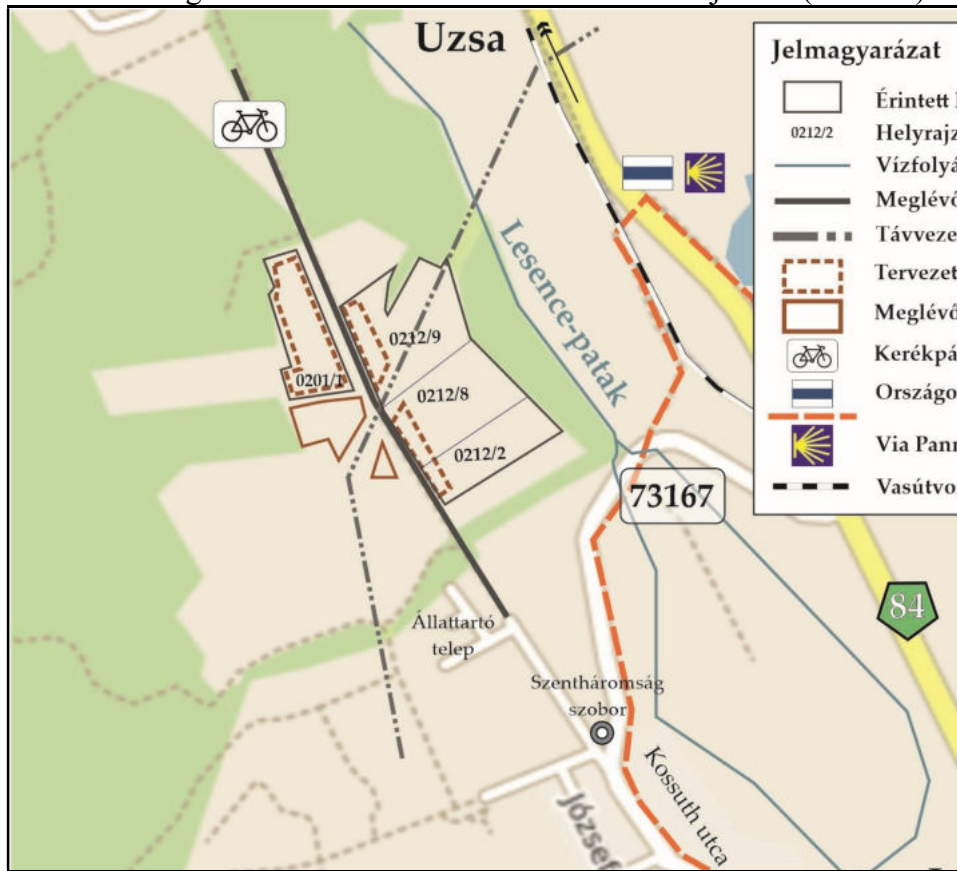 Uzsa
Lesence-patak
0212/9
0201/1
0212/8
0212/2
73167
84
Állattartó
telep
Szentháromság
szobor
Kossuth utca
József
Jelmagyarázat
Érintett
0212/2 Helyrajz
Vízfolyá
Meglévő
Távveze
Tervezet
Meglévő
Kerékpá
Országo
Via Pann
Vasútvo